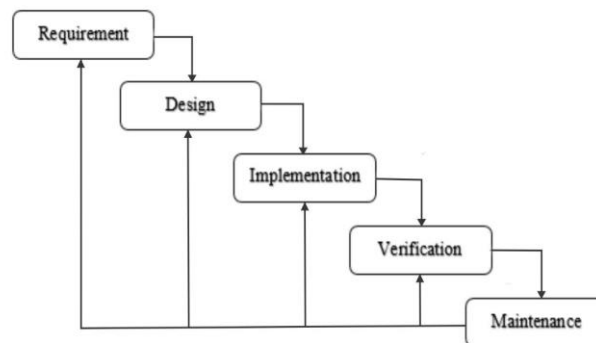 Requirement
Design
Implementation
Verification
Maintenance